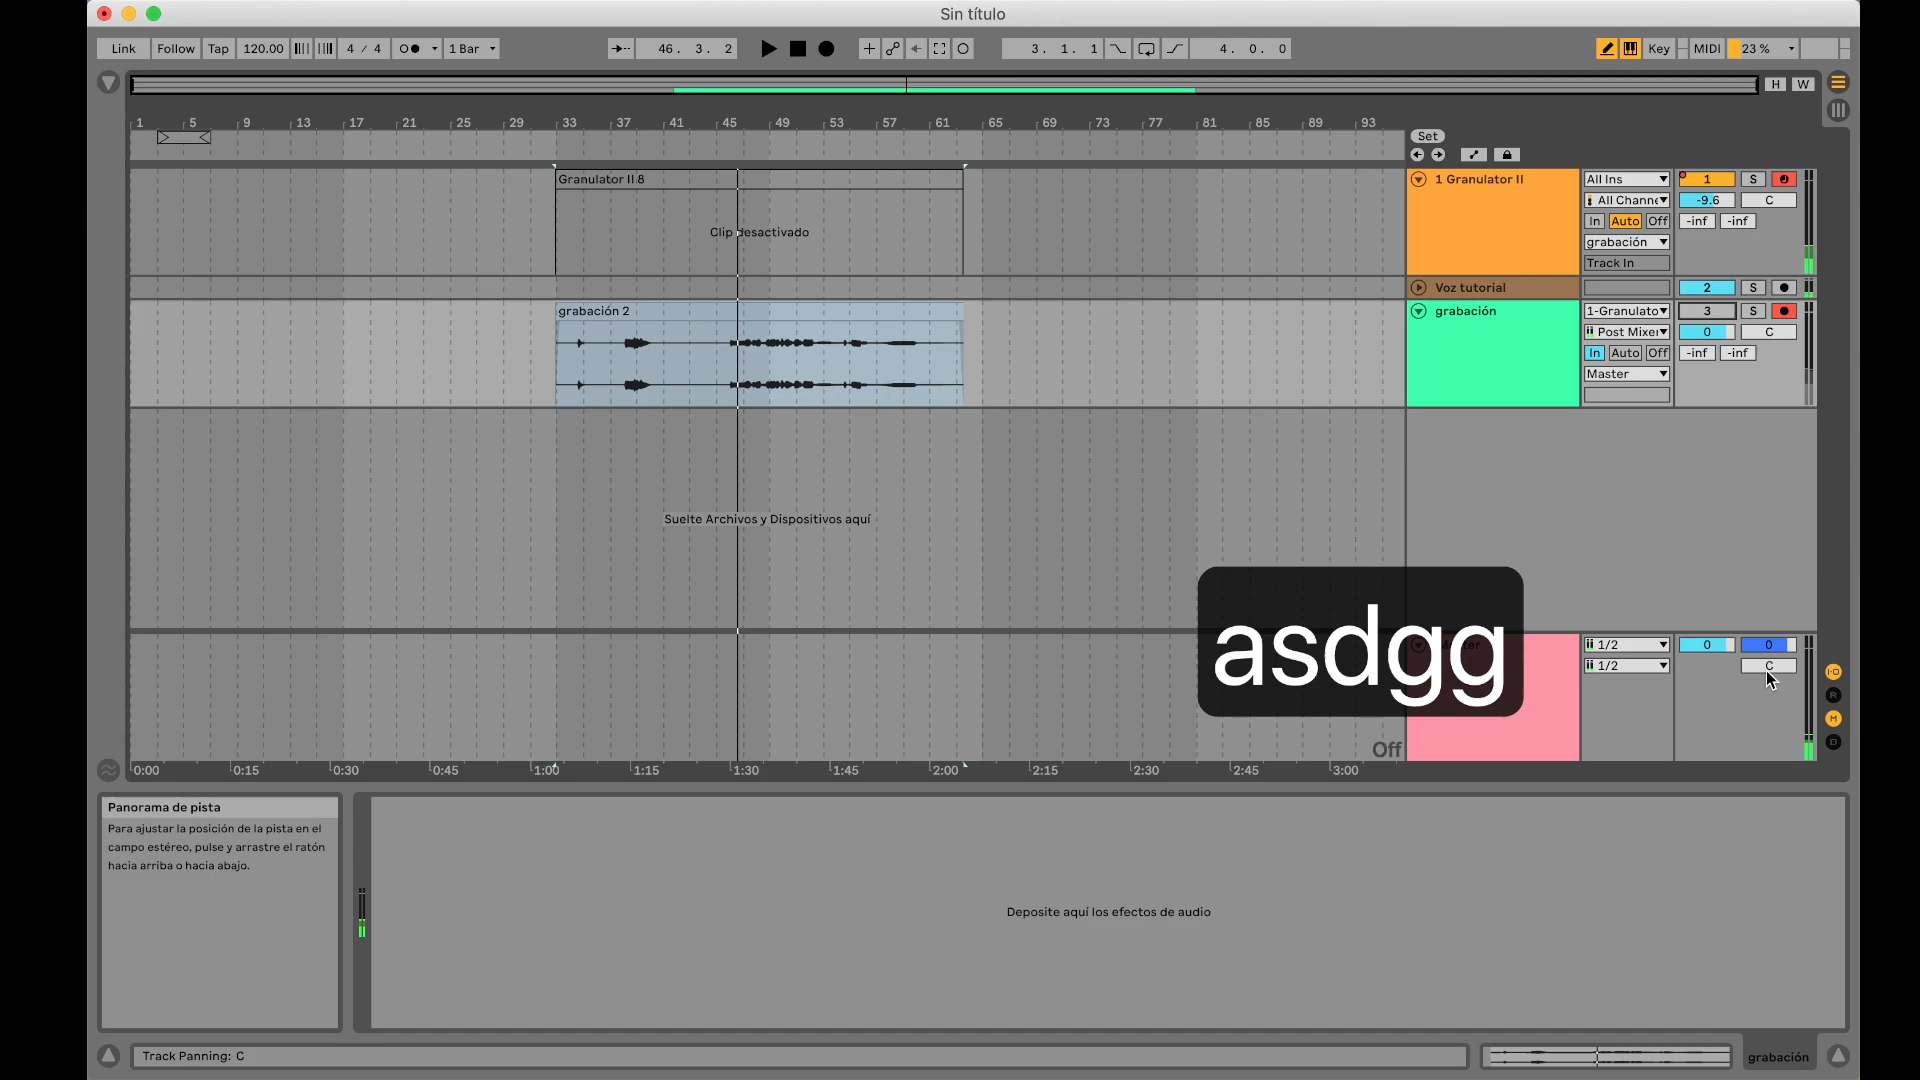 Sin título
Link Follow Tap 120.00 4 / 4 1 Bar 46. 3. 2 3. 1. 1 4. 0. 0 Key MIDI 23 %
H W
1 5 9 13 17 21 25 29 33 37 41 45 49 53 57 61 65 69 73 77 81 85 89 93
Set
Granulator II 8
Clip desactivado
1 Granulator II All Ins 1 S
All Channe -9.6 C
In Auto Off -inf -inf
grabación
Track In
Voz tutorial 2 S
grabación 2
grabación 1-Granulato 3 S
Post Mixer 0 C
In Auto Off -inf -inf
Master
Suelte Archivos y Dispositivos aquí
asdgg
1/2 0 0
1/2 C
I·O
R
M
D
Off
0:00 0:15 0:30 0:45 1:00 1:15 1:30 1:45 2:00 2:15 2:30 2:45 3:00
Panorama de pista
Para ajustar la posición de la pista en el
campo estéreo, pulse y arrastre el ratón
hacia arriba o hacia abajo.
Deposite aquí los efectos de audio
Track Panning: C
grabación